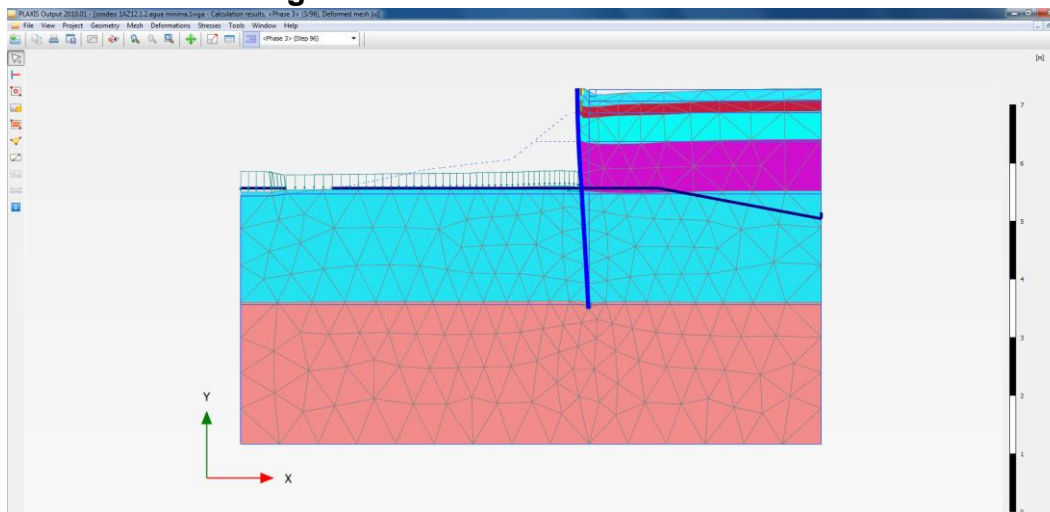 PLAXIS Output 2010.01 - [sondeo 1AZ12.1.2.agua minima.1viga - Calculation results, <Phase 3> (3/96), Deformed mesh |u|]
File View Project Geometry Mesh Deformations Stresses Tools Window Help
<Phase 3> [Step 96]
[m]
7
6
5
4
3
2
1
0
Y
X